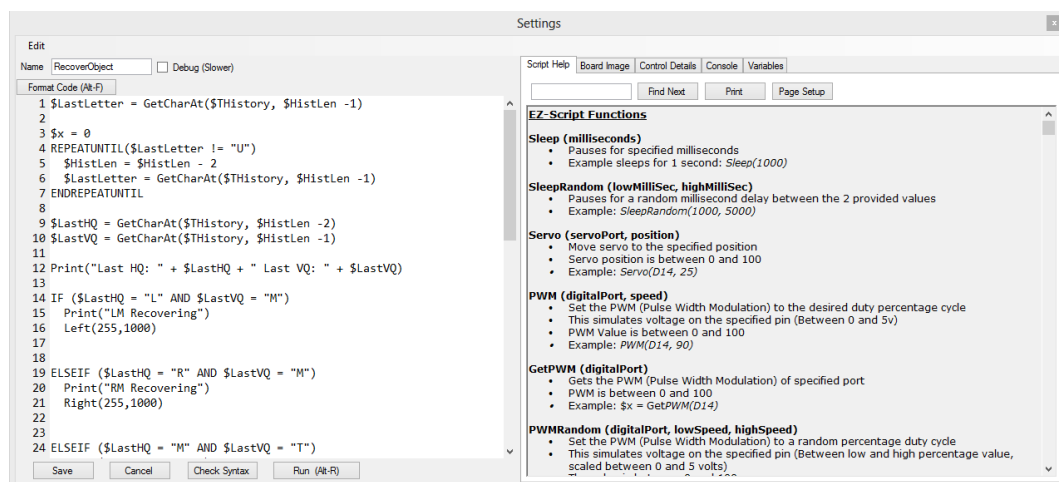 Settings
x
Edit
Name RecoverObject Debug (Slower)
Format Code (Alt-F)
1 $LastLetter = GetCharAt($THistory, $HistLen -1)
2
3 $x = 0
4 REPEATUNTIL($LastLetter != "U")
5 $HistLen = $HistLen - 2
6 $LastLetter = GetCharAt($THistory, $HistLen -1)
7 ENDREPEATUNTIL
8
9 $LastHQ = GetCharAt($THistory, $HistLen -2)
10 $LastVQ = GetCharAt($THistory, $HistLen -1)
11
12 Print("Last HQ: " + $LastHQ + " Last VQ: " + $LastVQ)
13
14 IF ($LastHQ = "L" AND $LastVQ = "M")
15 Print("LM Recovering")
16 Left(255,1000)
17
18
19 ELSEIF ($LastHQ = "R" AND $LastVQ = "M")
20 Print("RM Recovering")
21 Right(255,1000)
22
23
24 ELSEIF ($LastHQ = "M" AND $LastVQ = "T")
Save Cancel Check Syntax Run (Alt-R)
Script Help Board Image Control Details Console Variables
Find Next Print Page Setup
EZ-Script Functions
Sleep (milliseconds)
• Pauses for specified milliseconds
• Example sleeps for 1 second: Sleep(1000)
SleepRandom (lowMilliSec, highMilliSec)
• Pauses for a random millisecond delay between the 2 provided values
• Example: SleepRandom(1000, 5000)
Servo (servoPort, position)
• Move servo to the specified position
• Servo position is between 0 and 100
• Example: Servo(D14, 25)
PWM (digitalPort, speed)
• Set the PWM (Pulse Width Modulation) to the desired duty percentage cycle
• This simulates voltage on the specified pin (Between 0 and 5v)
• PWM Value is between 0 and 100
• Example: PWM(D14, 90)
GetPWM (digitalPort)
• Gets the PWM (Pulse Width Modulation) of specified port
• PWM is between 0 and 100
• Example: $x = GetPWM(D14)
PWMRandom (digitalPort, lowSpeed, highSpeed)
• Set the PWM (Pulse Width Modulation) to a random percentage duty cycle
• This simulates voltage on the specified pin (Between low and high percentage value,
scaled between 0 and 5 volts)